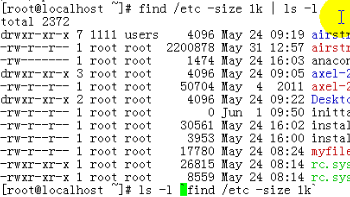 [root@localhost ~]# find /etc -size 1k | ls -l
total 2372
drwxr-xr-x 7 1111 users 4096 May 24 09:19 airstr
-rw-r--r-- 1 root root 2200878 May 31 12:57 airstr
-rw------- 1 root root 1474 May 24 16:03 anacon
drwxr-xr-x 3 root root 4096 May 24 09:05 axel-2
-rw-r--r-- 1 root root 50704 May 4 2011 axel-2
drwxr-xr-x 2 root root 4096 May 24 09:22 Deskto
-rw-r--r-- 1 root root 0 Jun 1 09:50 initta
-rw-r--r-- 1 root root 30561 May 24 16:02 instal
-rw-r--r-- 1 root root 3953 May 24 16:00 instal
-rw-r--r-- 1 root root 17780 May 24 08:24 myfile
-rwxr-xr-x 1 root root 26815 May 24 08:14 rc.sys
-rwxr-xr-x 1 root root 8559 May 24 08:14 rc.sys
[root@localhost ~]# ls -l `find /etc -size 1k`